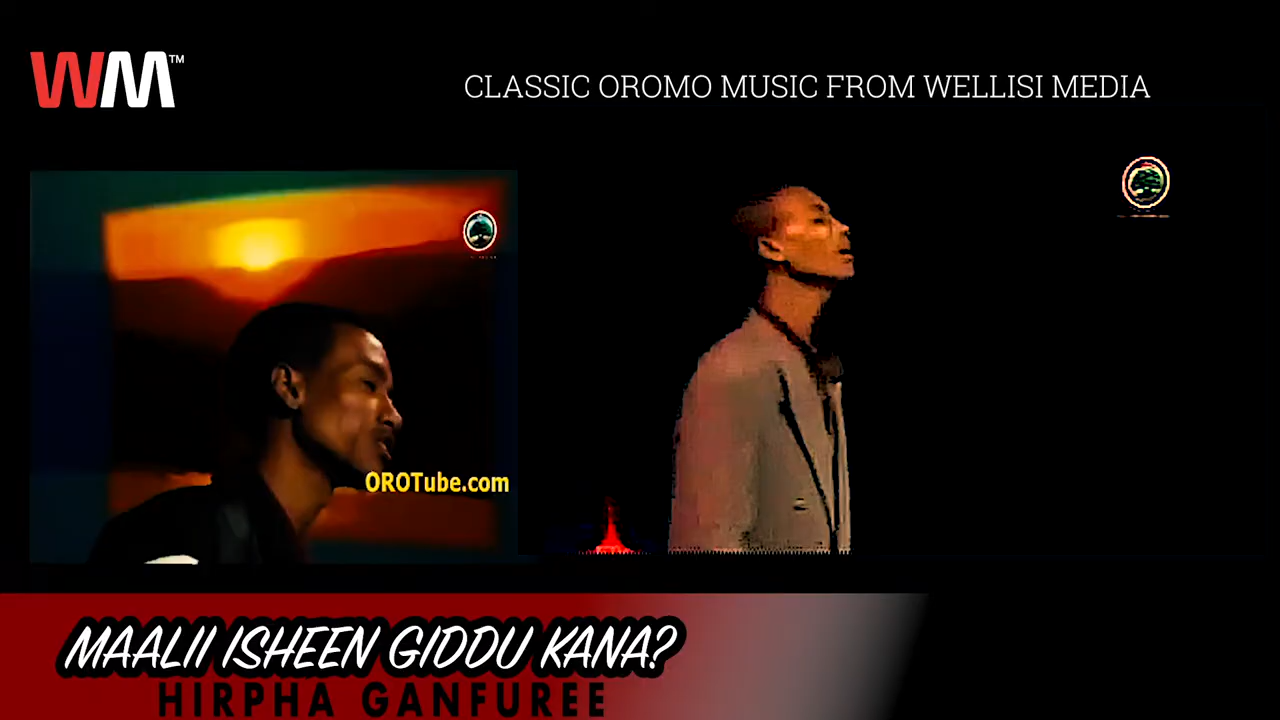 WM™
CLASSIC OROMO MUSIC FROM WELLISI MEDIA
OROTube.com
MAALII ISHEEN GIDDU KANA?
HIRPHA GANFUREE